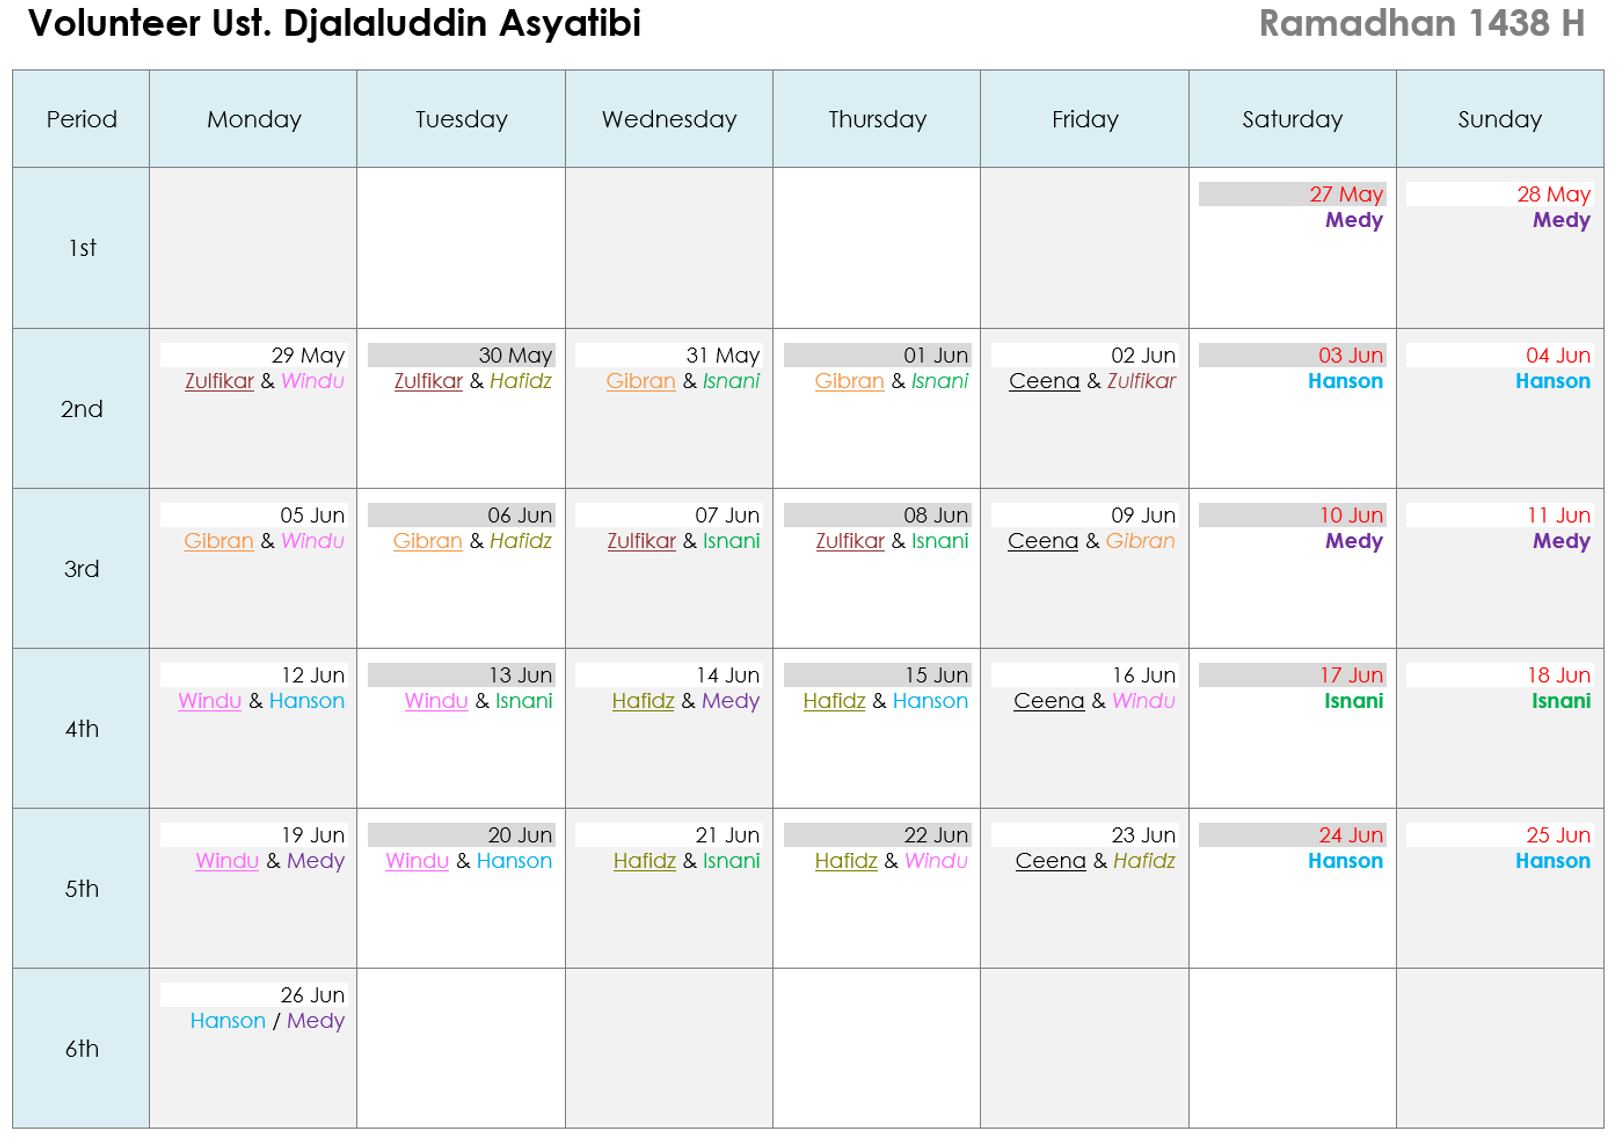 Volunteer Ust. Djalaluddin Asyatibi
Ramadhan 1438 H
Period Monday Tuesday Wednesday Thursday Friday Saturday Sunday
1st
27 May
Medy
28 May
Medy
2nd
29 May
Zulfikar & Windu
30 May
Zulfikar & Hafidz
31 May
Gibran & Isnani
01 Jun
Gibran & Isnani
02 Jun
Ceena & Zulfikar
03 Jun
Hanson
04 Jun
Hanson
3rd
05 Jun
Gibran & Windu
06 Jun
Gibran & Hafidz
07 Jun
Zulfikar & Isnani
08 Jun
Zulfikar & Isnani
09 Jun
Ceena & Gibran
10 Jun
Medy
11 Jun
Medy
4th
12 Jun
Windu & Hanson
13 Jun
Windu & Isnani
14 Jun
Hafidz & Medy
15 Jun
Hafidz & Hanson
16 Jun
Ceena & Windu
17 Jun
Isnani
18 Jun
Isnani
5th
19 Jun
Windu & Medy
20 Jun
Windu & Hanson
21 Jun
Hafidz & Isnani
22 Jun
Hafidz & Windu
23 Jun
Ceena & Hafidz
24 Jun
Hanson
25 Jun
Hanson
6th
26 Jun
Hanson / Medy